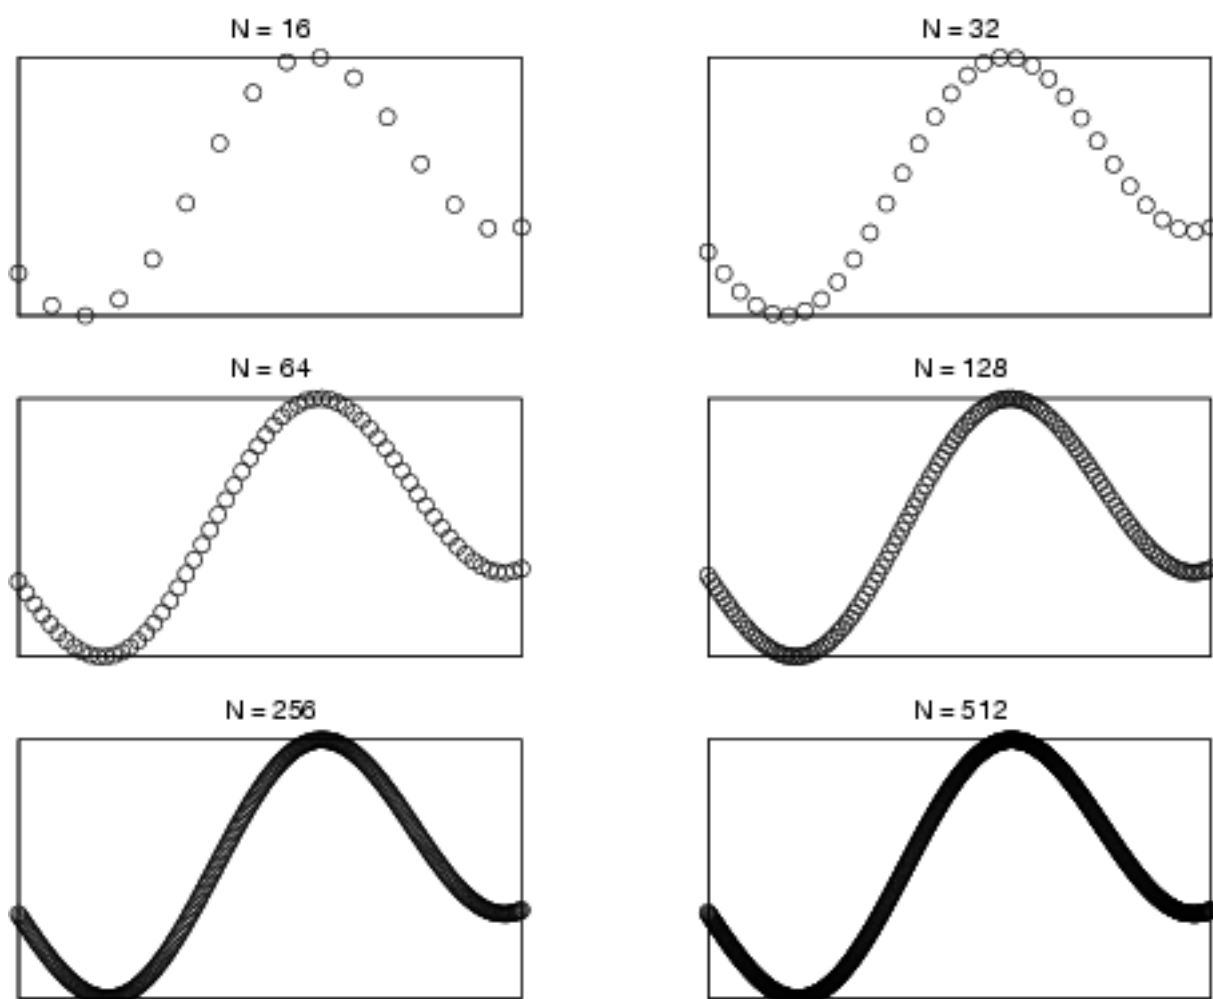 N = 16
N = 32
N = 64
N = 128
N = 256
N = 512